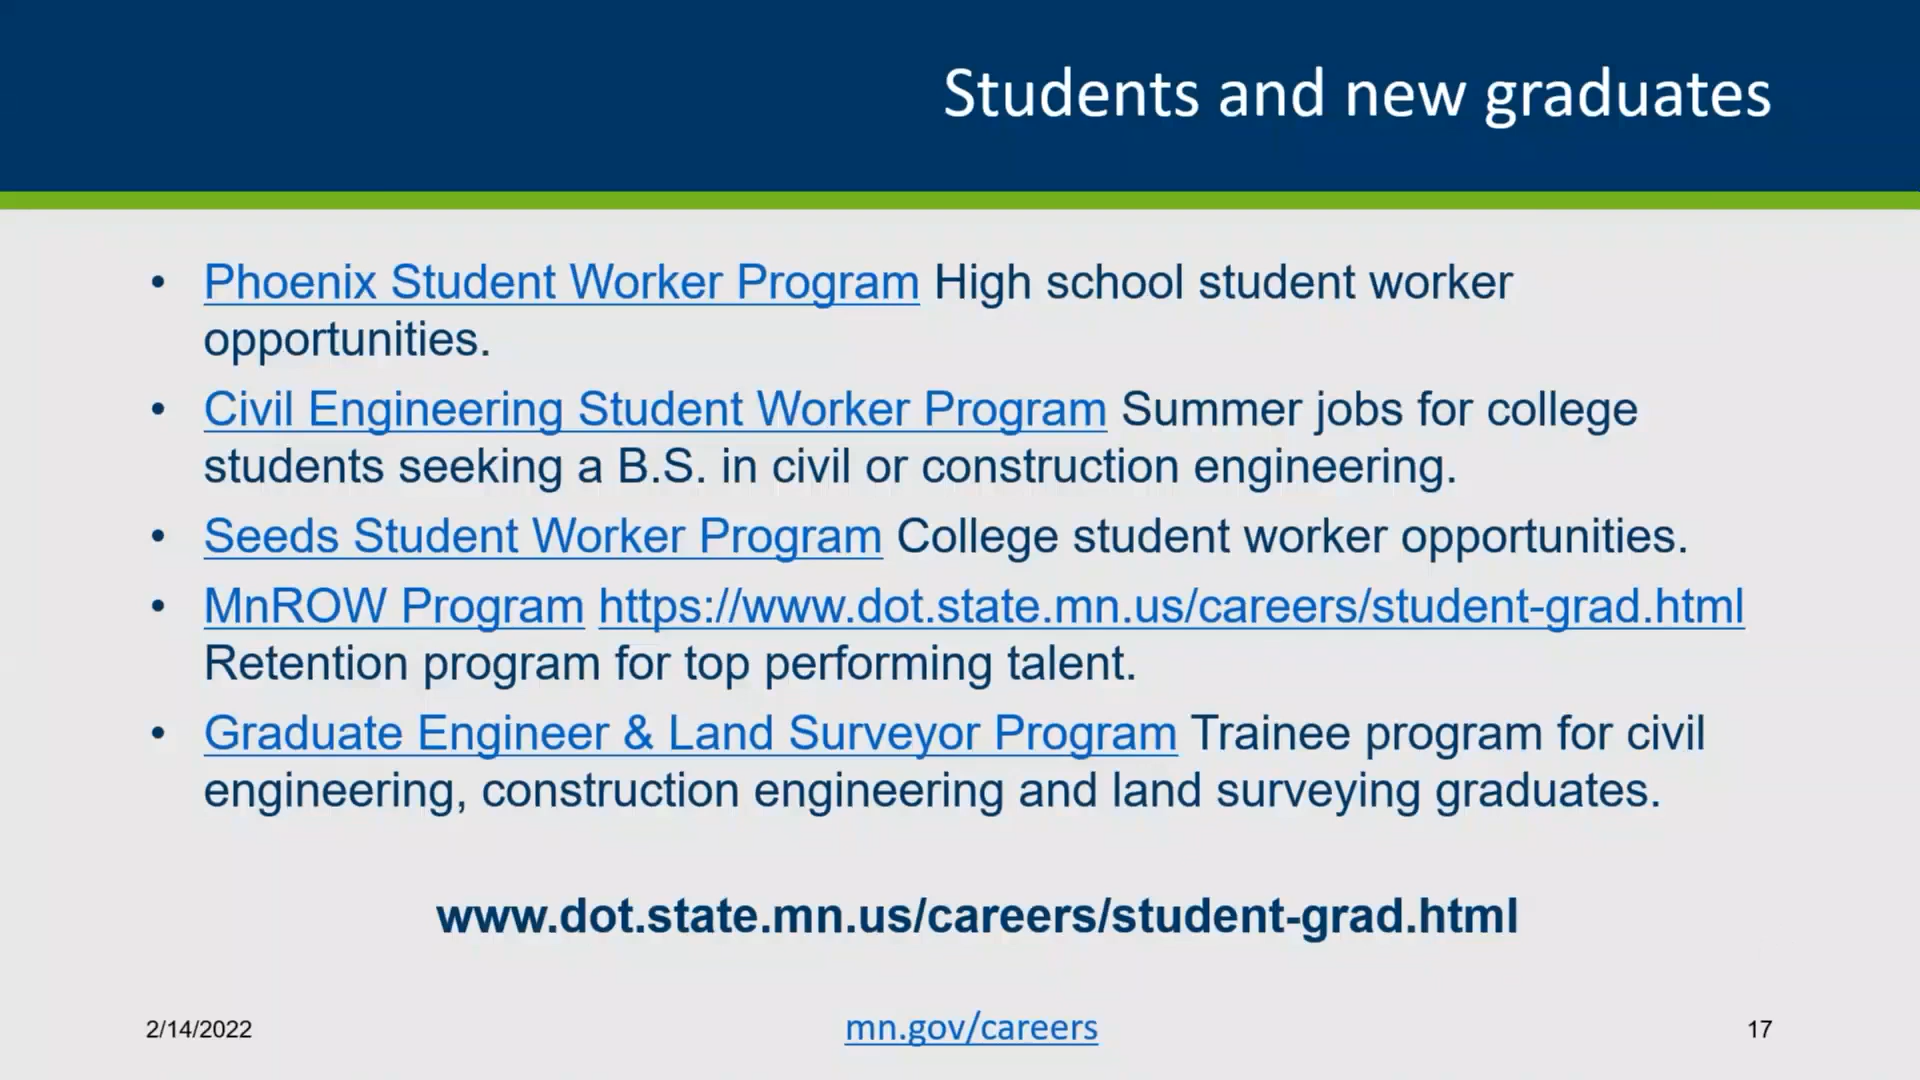 Students and new graduates
• Phoenix Student Worker Program High school student worker
opportunities.
• Civil Engineering Student Worker Program Summer jobs for college
students seeking a B.S. in civil or construction engineering.
• Seeds Student Worker Program College student worker opportunities.
• MnROW Program https://www.dot.state.mn.us/careers/student-grad.html
Retention program for top performing talent.
• Graduate Engineer & Land Surveyor Program Trainee program for civil
engineering, construction engineering and land surveying graduates.
www.dot.state.mn.us/careers/student-grad.html
2/14/2022
mn.gov/careers
17